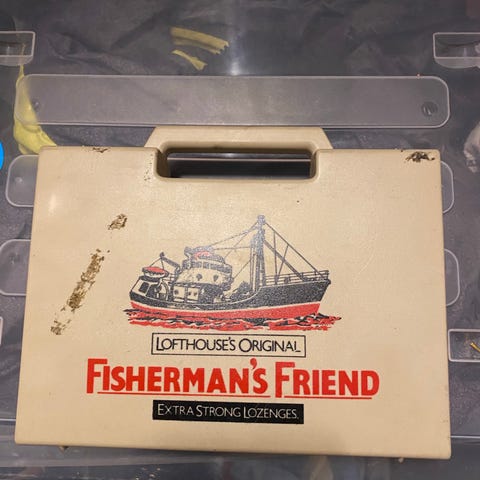 LOFTHOUSE'S ORIGINAL
FISHERMAN'S FRIEND
EXTRA STRONG LOZENGES.